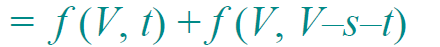 = f (V, t) + f (V, V–s–t)